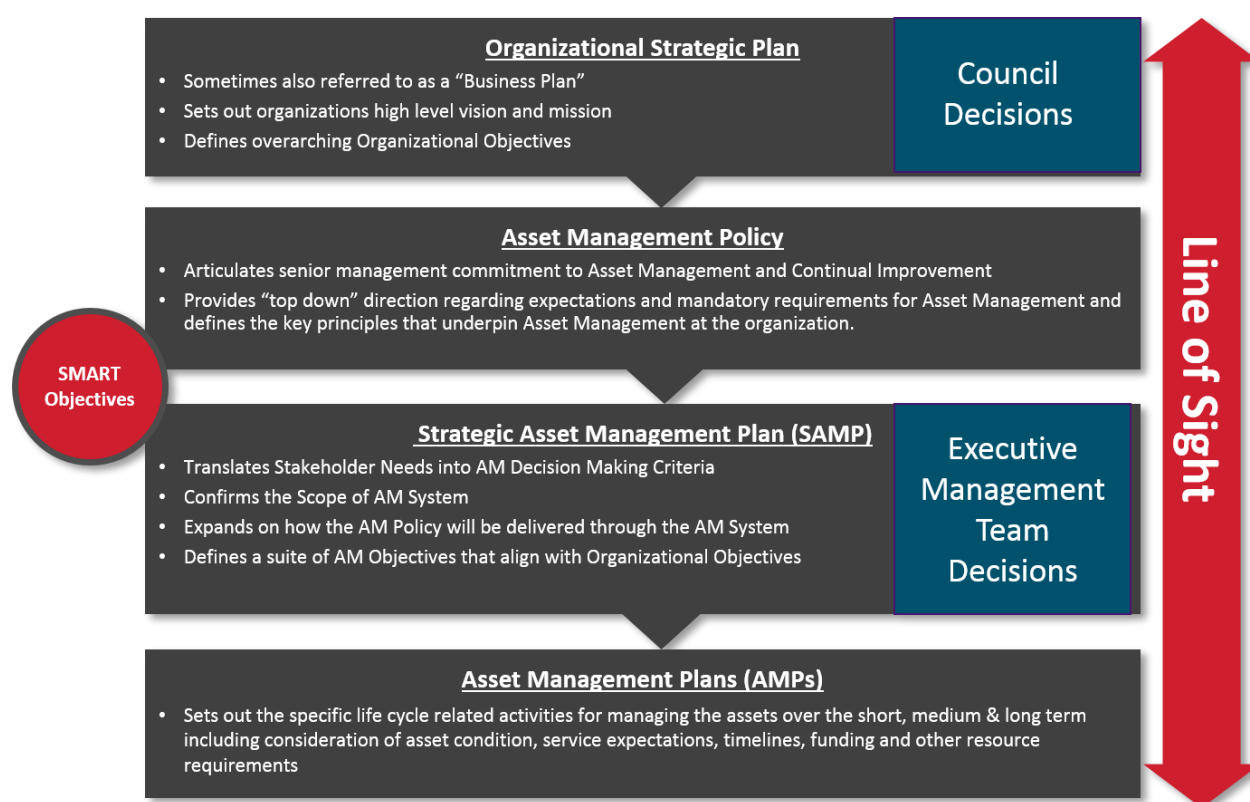 Organizational Strategic Plan
• Sometimes also referred to as a “Business Plan”
• Sets out organizations high level vision and mission
• Defines overarching Organizational Objectives
Council
Decisions
Asset Management Policy
• Articulates senior management commitment to Asset Management and Continual Improvement
• Provides “top down” direction regarding expectations and mandatory requirements for Asset Management and
defines the key principles that underpin Asset Management at the organization.
SMART
Objectives
Strategic Asset Management Plan (SAMP)
• Translates Stakeholder Needs into AM Decision Making Criteria
• Confirms the Scope of AM System
• Expands on how the AM Policy will be delivered through the AM System
• Defines a suite of AM Objectives that align with Organizational Objectives
Executive
Management
Team
Decisions
Asset Management Plans (AMPs)
• Sets out the specific life cycle related activities for managing the assets over the short, medium & long term
including consideration of asset condition, service expectations, timelines, funding and other resource
requirements
Line of Sight